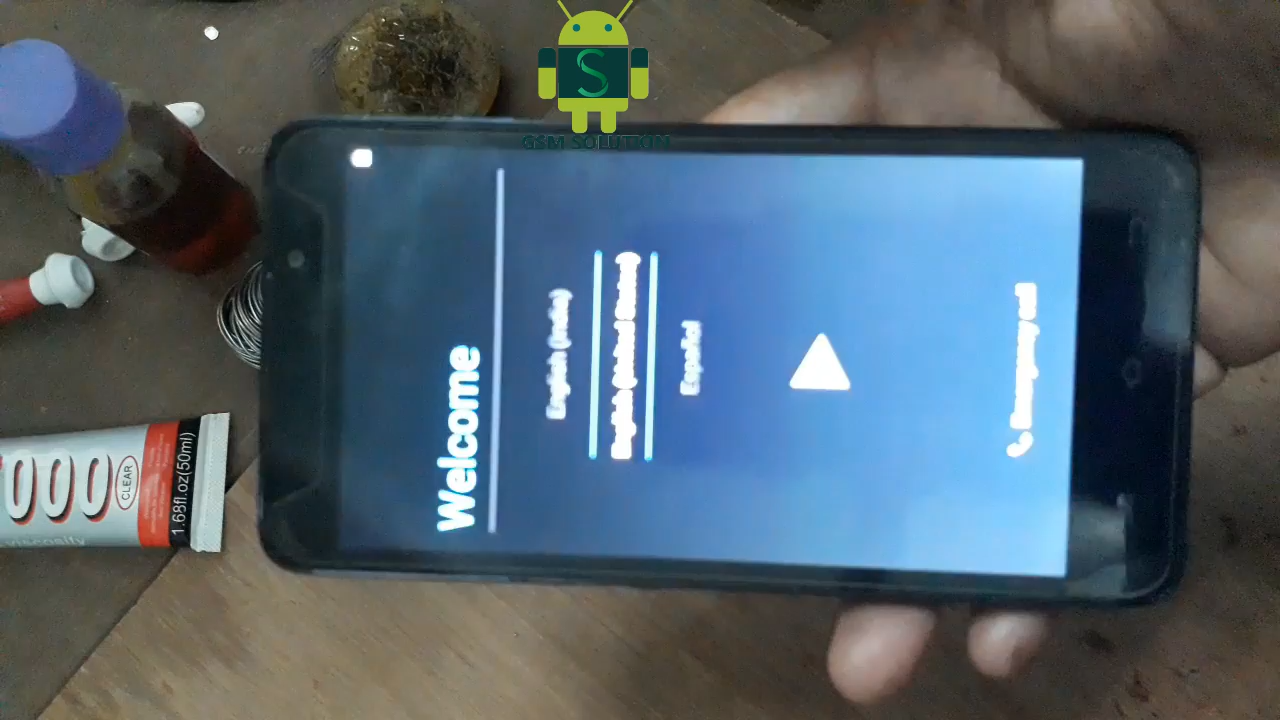 GSM SOLUTION
S
Welcome
English (India)
English (United States)
Español
Emergency call
000
CLEAR
1.68fl.oz(50ml)